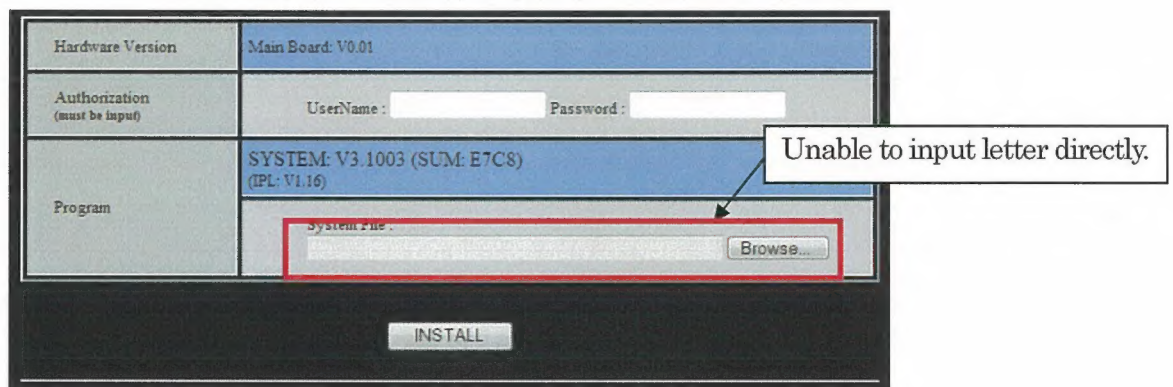 Hardware Version
Main Board: V0.01
Authorization
(must be input)
UserName :
Password :
SYSTEM: V3.1003 (SUM: E7C8)
(IPL: V1.16)
Unable to input letter directly.
Program
System File :
Browse...
INSTALL